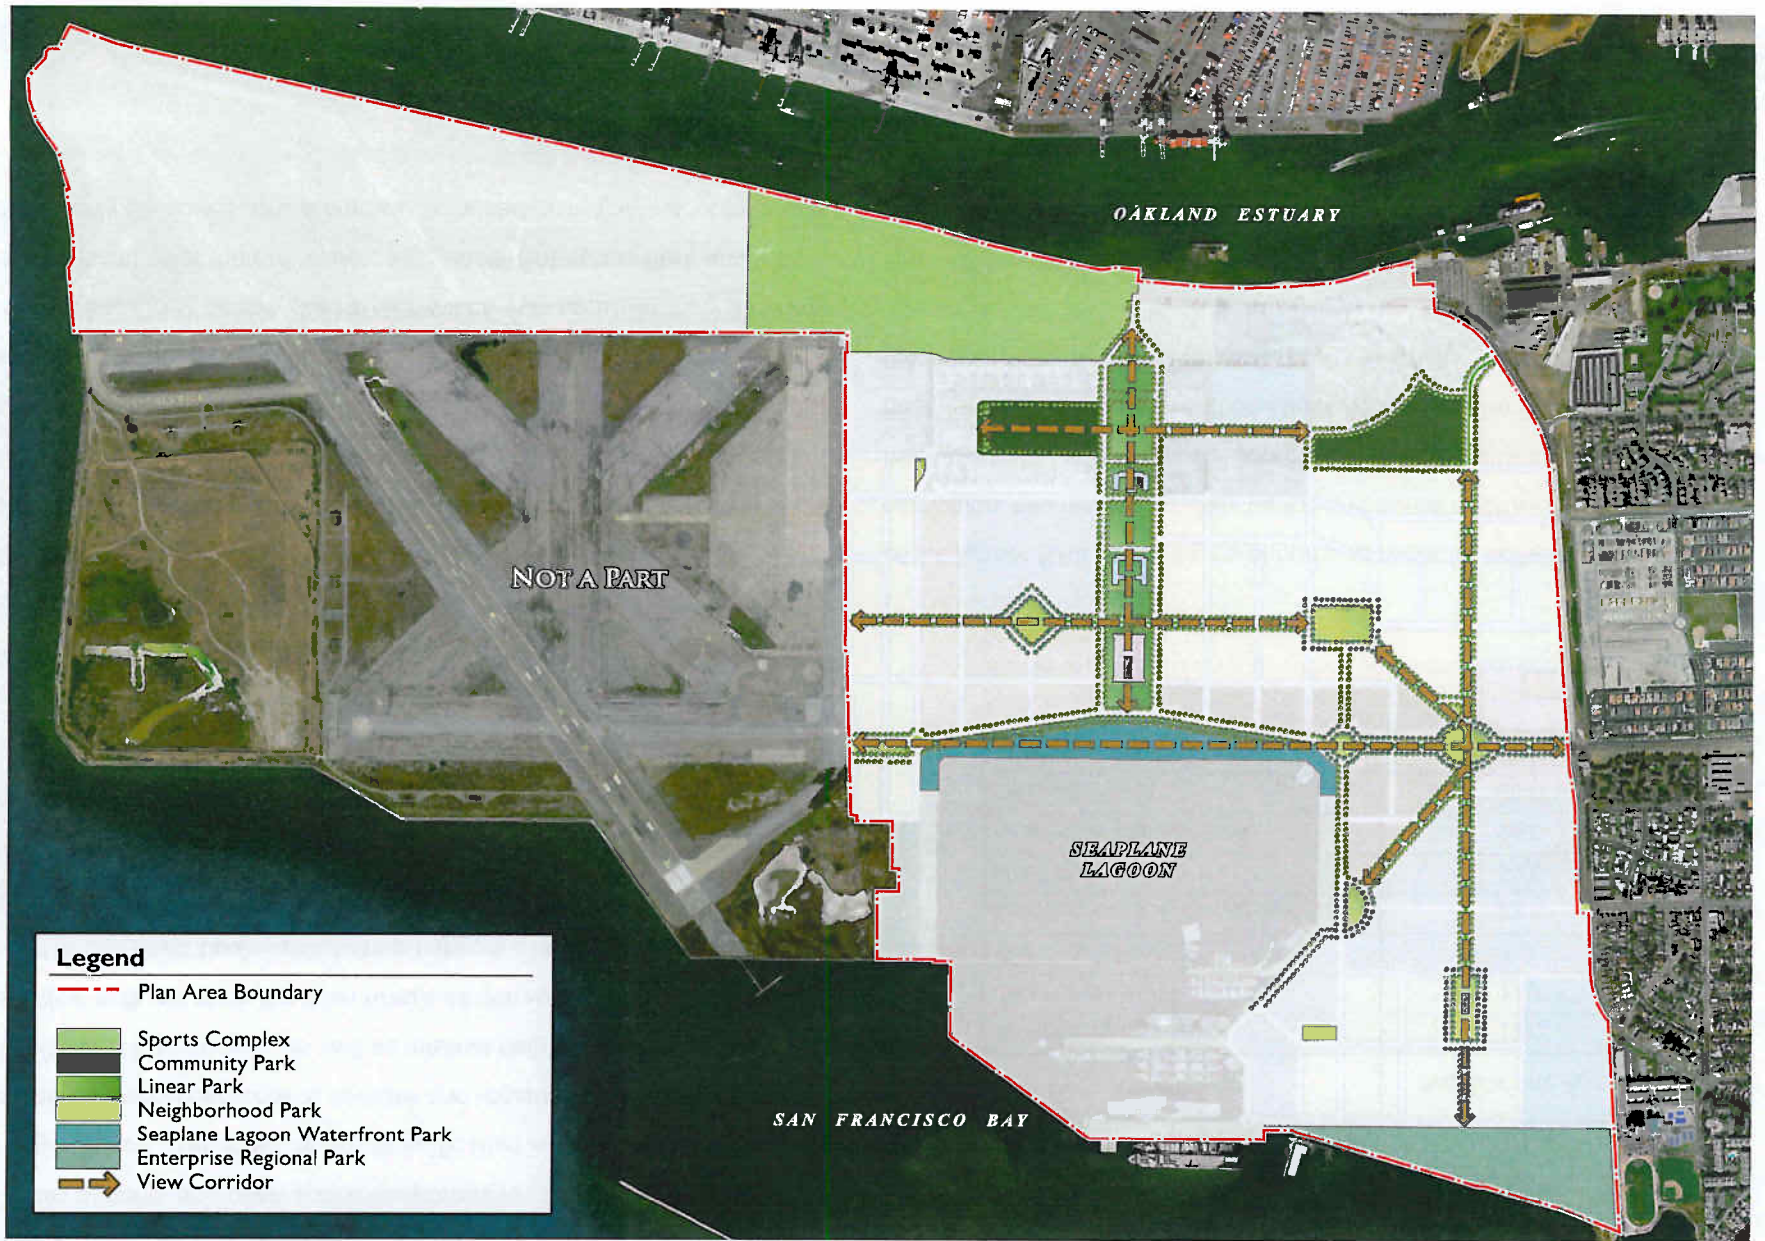 OAKLAND ESTUARY
NOT A PART
SEAPLANE
LAGOON
SAN FRANCISCO BAY
Legend
Plan Area Boundary
Sports Complex
Community Park
Linear Park
Neighborhood Park
Seaplane Lagoon Waterfront Park
Enterprise Regional Park
View Corridor